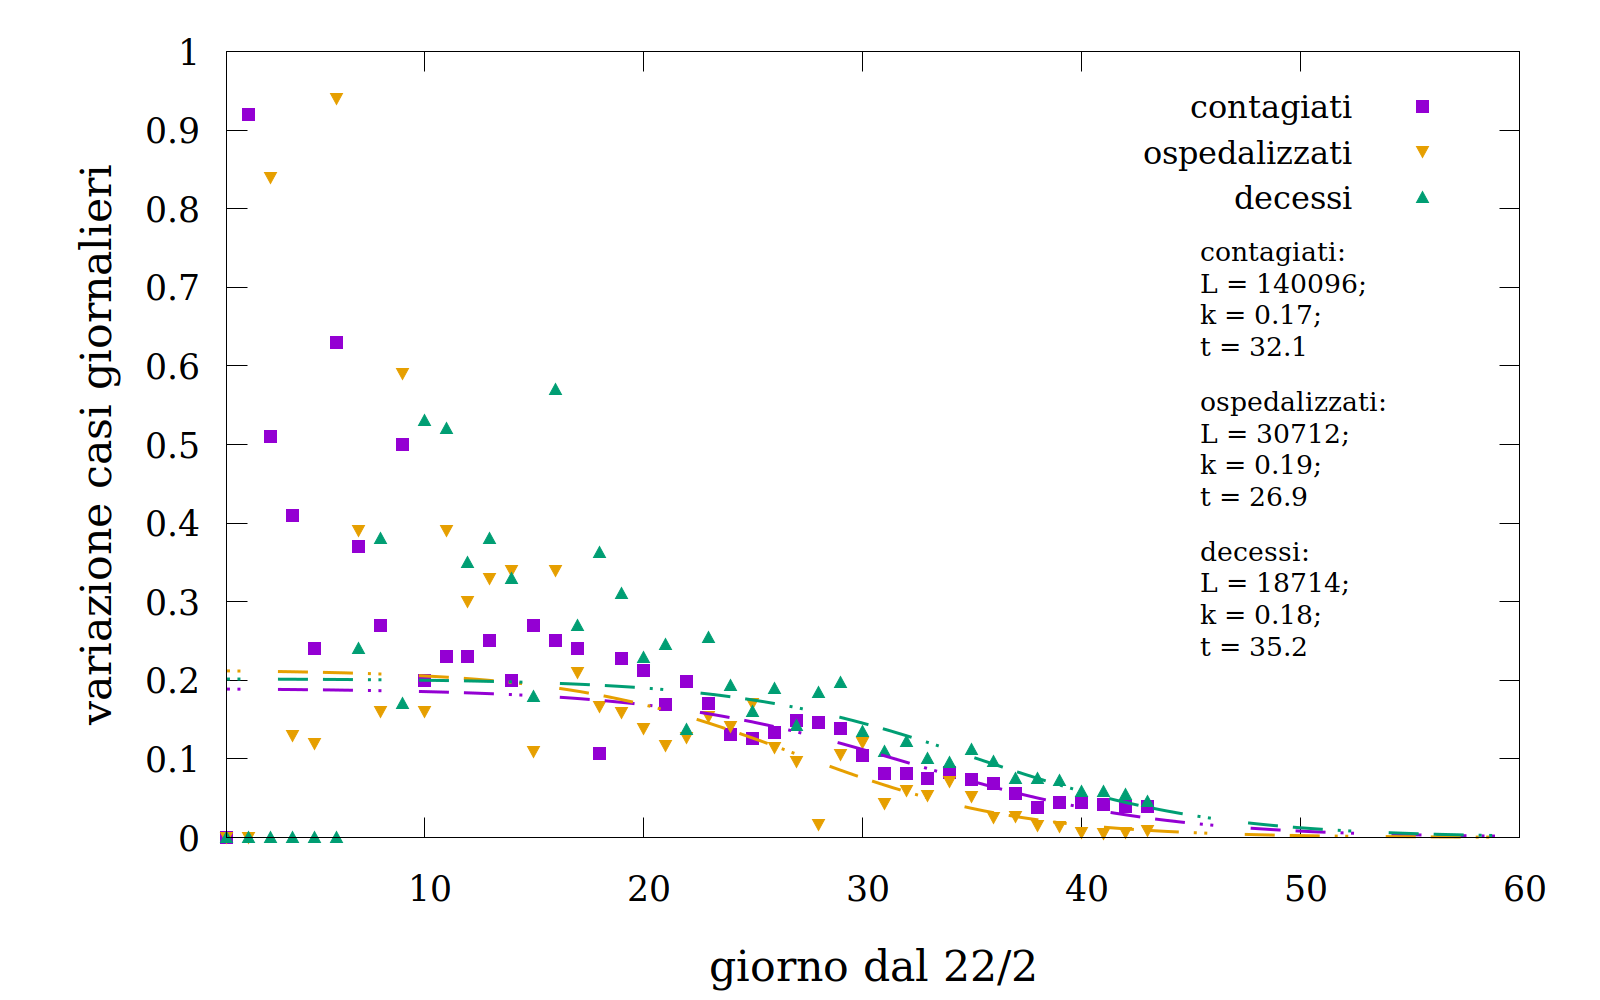 1
0.9
0.8
0.7
0.6
0.5
0.4
0.3
0.2
0.1
0
10 20 30 40 50 60
variazione casi giornalieri
giorno dal 22/2
contagiati
ospedalizzati
decessi
contagiati:
L = 140096;
k = 0.17;
t = 32.1
ospedalizzati:
L = 30712;
k = 0.19;
t = 26.9
decessi:
L = 18714;
k = 0.18;
t = 35.2